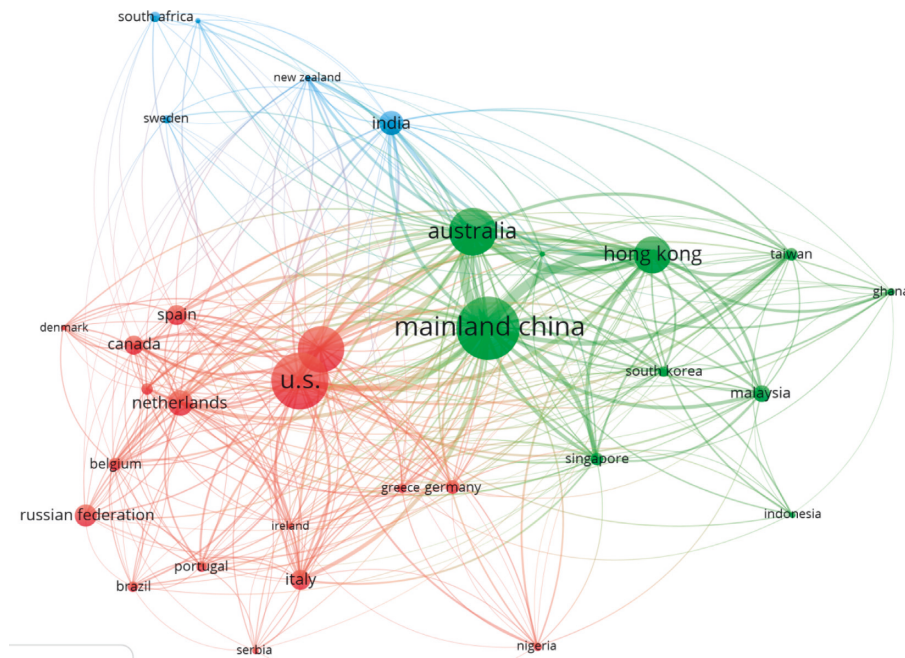 south africa
new zealand
sweden
india
australia
hong kong
taiwan
ghana
mainland china
spain
denmark
canada
u.s.
south korea
netherlands
malaysia
belgium
singapore
greece
germany
russian federation
ireland
indonesia
portugal
brazil
italy
serbia
nigeria